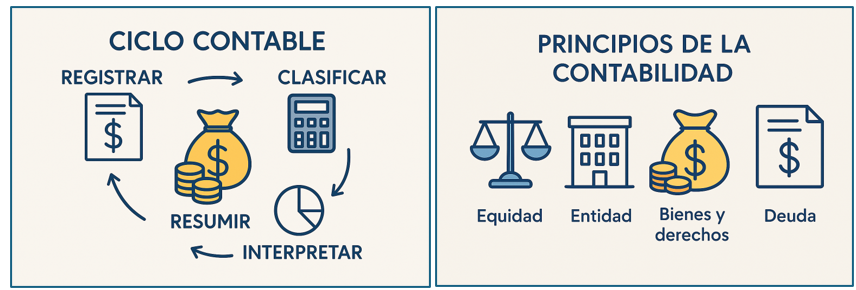 CICLO CONTABLE
REGISTRAR
CLASIFICAR
$
$
RESUMIR
INTERPRETAR
PRINCIPIOS DE LA
CONTABILIDAD
$
$
Equidad
Entidad
Bienes y
derechos
Deuda